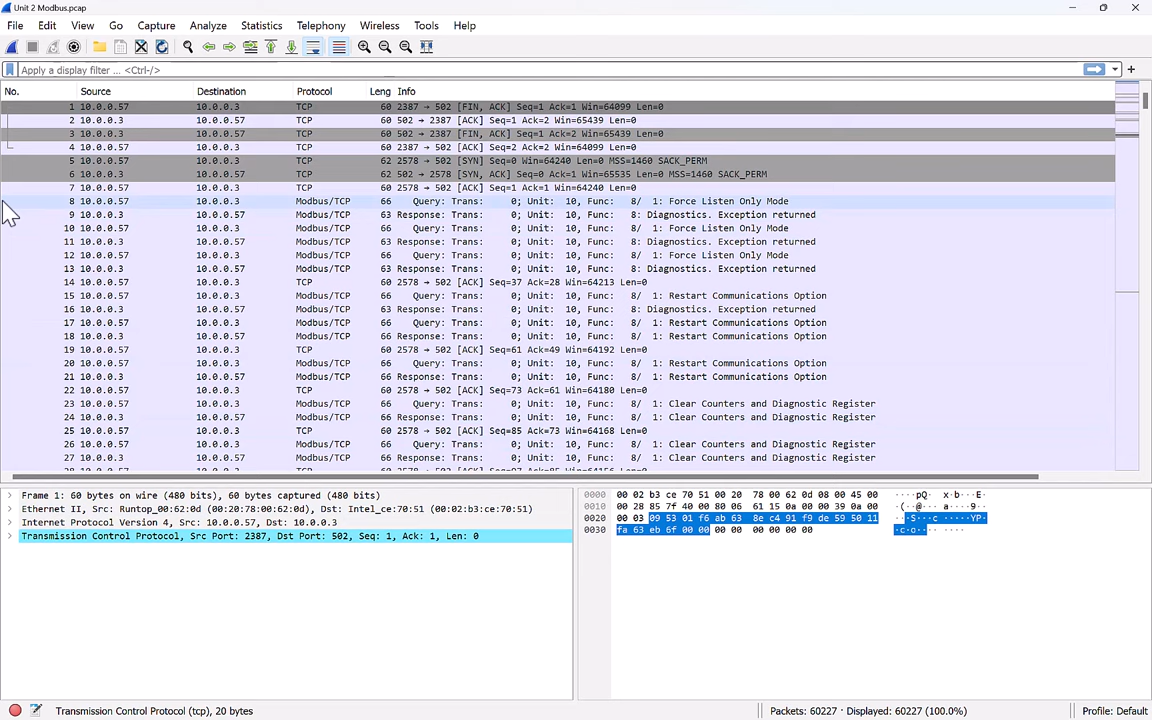 Unit 2 Modbus.pcap
File Edit View Go Capture Analyze Statistics Telephony Wireless Tools Help
Apply a display filter ... <Ctrl-/>
No. Source Destination Protocol Leng Info
1 10.0.0.57 10.0.0.3 TCP 60 2387 → 502 [FIN, ACK] Seq=1 Ack=1 Win=64099 Len=0
2 10.0.0.3 10.0.0.57 TCP 60 502 → 2387 [ACK] Seq=1 Ack=2 Win=65439 Len=0
3 10.0.0.3 10.0.0.57 TCP 60 502 → 2387 [FIN, ACK] Seq=1 Ack=2 Win=65439 Len=0
4 10.0.0.57 10.0.0.3 TCP 60 2387 → 502 [ACK] Seq=2 Ack=2 Win=64099 Len=0
5 10.0.0.57 10.0.0.3 TCP 62 2578 → 502 [SYN] Seq=0 Win=64240 Len=0 MSS=1460 SACK_PERM
6 10.0.0.3 10.0.0.57 TCP 62 502 → 2578 [SYN, ACK] Seq=0 Ack=1 Win=65535 Len=0 MSS=1460 SACK_PERM
7 10.0.0.57 10.0.0.3 TCP 60 2578 → 502 [ACK] Seq=1 Ack=1 Win=64240 Len=0
8 10.0.0.57 10.0.0.3 Modbus/TCP 66 Query: Trans: 0; Unit: 10, Func: 8/ 1: Force Listen Only Mode
9 10.0.0.3 10.0.0.57 Modbus/TCP 63 Response: Trans: 0; Unit: 10, Func: 8: Diagnostics. Exception returned
10 10.0.0.57 10.0.0.3 Modbus/TCP 66 Query: Trans: 0; Unit: 10, Func: 8/ 1: Force Listen Only Mode
11 10.0.0.3 10.0.0.57 Modbus/TCP 63 Response: Trans: 0; Unit: 10, Func: 8: Diagnostics. Exception returned
12 10.0.0.57 10.0.0.3 Modbus/TCP 66 Query: Trans: 0; Unit: 10, Func: 8/ 1: Force Listen Only Mode
13 10.0.0.3 10.0.0.57 Modbus/TCP 63 Response: Trans: 0; Unit: 10, Func: 8: Diagnostics. Exception returned
14 10.0.0.57 10.0.0.3 TCP 60 2578 → 502 [ACK] Seq=37 Ack=28 Win=64213 Len=0
15 10.0.0.57 10.0.0.3 Modbus/TCP 66 Query: Trans: 0; Unit: 10, Func: 8/ 1: Restart Communications Option
16 10.0.0.3 10.0.0.57 Modbus/TCP 63 Response: Trans: 0; Unit: 10, Func: 8: Diagnostics. Exception returned
17 10.0.0.57 10.0.0.3 Modbus/TCP 66 Query: Trans: 0; Unit: 10, Func: 8/ 1: Restart Communications Option
18 10.0.0.3 10.0.0.57 Modbus/TCP 66 Response: Trans: 0; Unit: 10, Func: 8/ 1: Restart Communications Option
19 10.0.0.57 10.0.0.3 TCP 60 2578 → 502 [ACK] Seq=61 Ack=49 Win=64192 Len=0
20 10.0.0.57 10.0.0.3 Modbus/TCP 66 Query: Trans: 0; Unit: 10, Func: 8/ 1: Restart Communications Option
21 10.0.0.3 10.0.0.57 Modbus/TCP 66 Response: Trans: 0; Unit: 10, Func: 8/ 1: Restart Communications Option
22 10.0.0.57 10.0.0.3 TCP 60 2578 → 502 [ACK] Seq=73 Ack=61 Win=64180 Len=0
23 10.0.0.57 10.0.0.3 Modbus/TCP 66 Query: Trans: 0; Unit: 10, Func: 8/ 1: Clear Counters and Diagnostic Register
24 10.0.0.3 10.0.0.57 Modbus/TCP 66 Response: Trans: 0; Unit: 10, Func: 8/ 1: Clear Counters and Diagnostic Register
25 10.0.0.57 10.0.0.3 TCP 60 2578 → 502 [ACK] Seq=85 Ack=73 Win=64168 Len=0
26 10.0.0.57 10.0.0.3 Modbus/TCP 66 Query: Trans: 0; Unit: 10, Func: 8/ 1: Clear Counters and Diagnostic Register
27 10.0.0.3 10.0.0.57 Modbus/TCP 66 Response: Trans: 0; Unit: 10, Func: 8/ 1: Clear Counters and Diagnostic Register
Frame 1: 60 bytes on wire (480 bits), 60 bytes captured (480 bits)
Ethernet II, Src: Runtop_00:62:0d (00:20:78:00:62:0d), Dst: Intel_ce:70:51 (00:02:b3:ce:70:51)
Internet Protocol Version 4, Src: 10.0.0.57, Dst: 10.0.0.3
Transmission Control Protocol, Src Port: 2387, Dst Port: 502, Seq: 1, Ack: 1, Len: 0
0000 00 02 b3 ce 70 51 00 20 78 00 62 0d 08 00 45 00 ····pQ· x·b···E·
0010 00 28 85 7f 40 00 80 06 61 15 0a 00 00 39 0a 00 ·(··@··· a····9··
0020 00 03 09 53 01 f6 ab 63 8e c4 91 f9 de 59 50 11 ···S···c ·····YP·
0030 fa 63 eb 6f 00 00 00 00 00 00 00 00 ·c·o···· ····
Transmission Control Protocol (tcp), 20 bytes
Packets: 60227 · Displayed: 60227 (100.0%)
Profile: Default